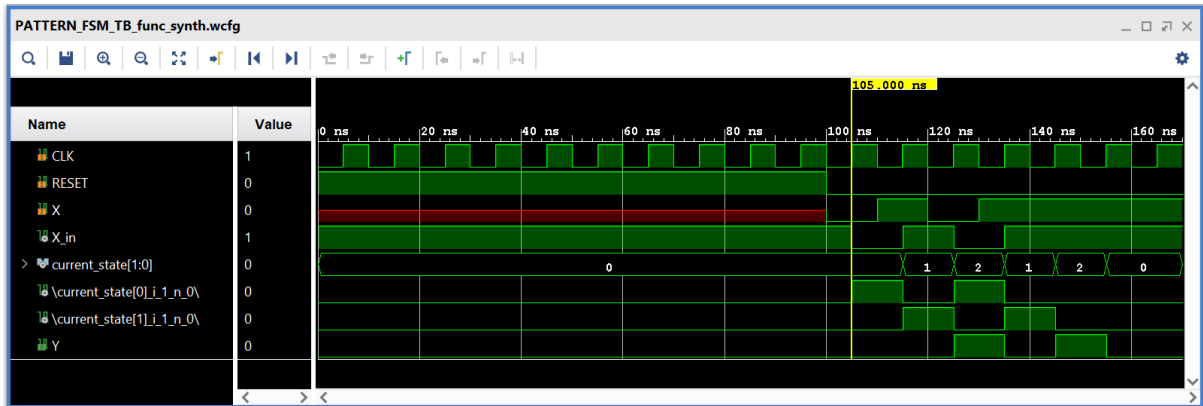 PATTERN_FSM_TB_func_synth.wcfg
105.000 ns
Name Value
0 ns 20 ns 40 ns 60 ns 80 ns 100 ns 120 ns 140 ns 160 ns
CLK 1
RESET 0
X 0
X_in 1
current_state[1:0] 0 0 1 2 1 2 0
\current_state[0]_i_1_n_0\ 0
\current_state[1]_i_1_n_0\ 0
Y 0